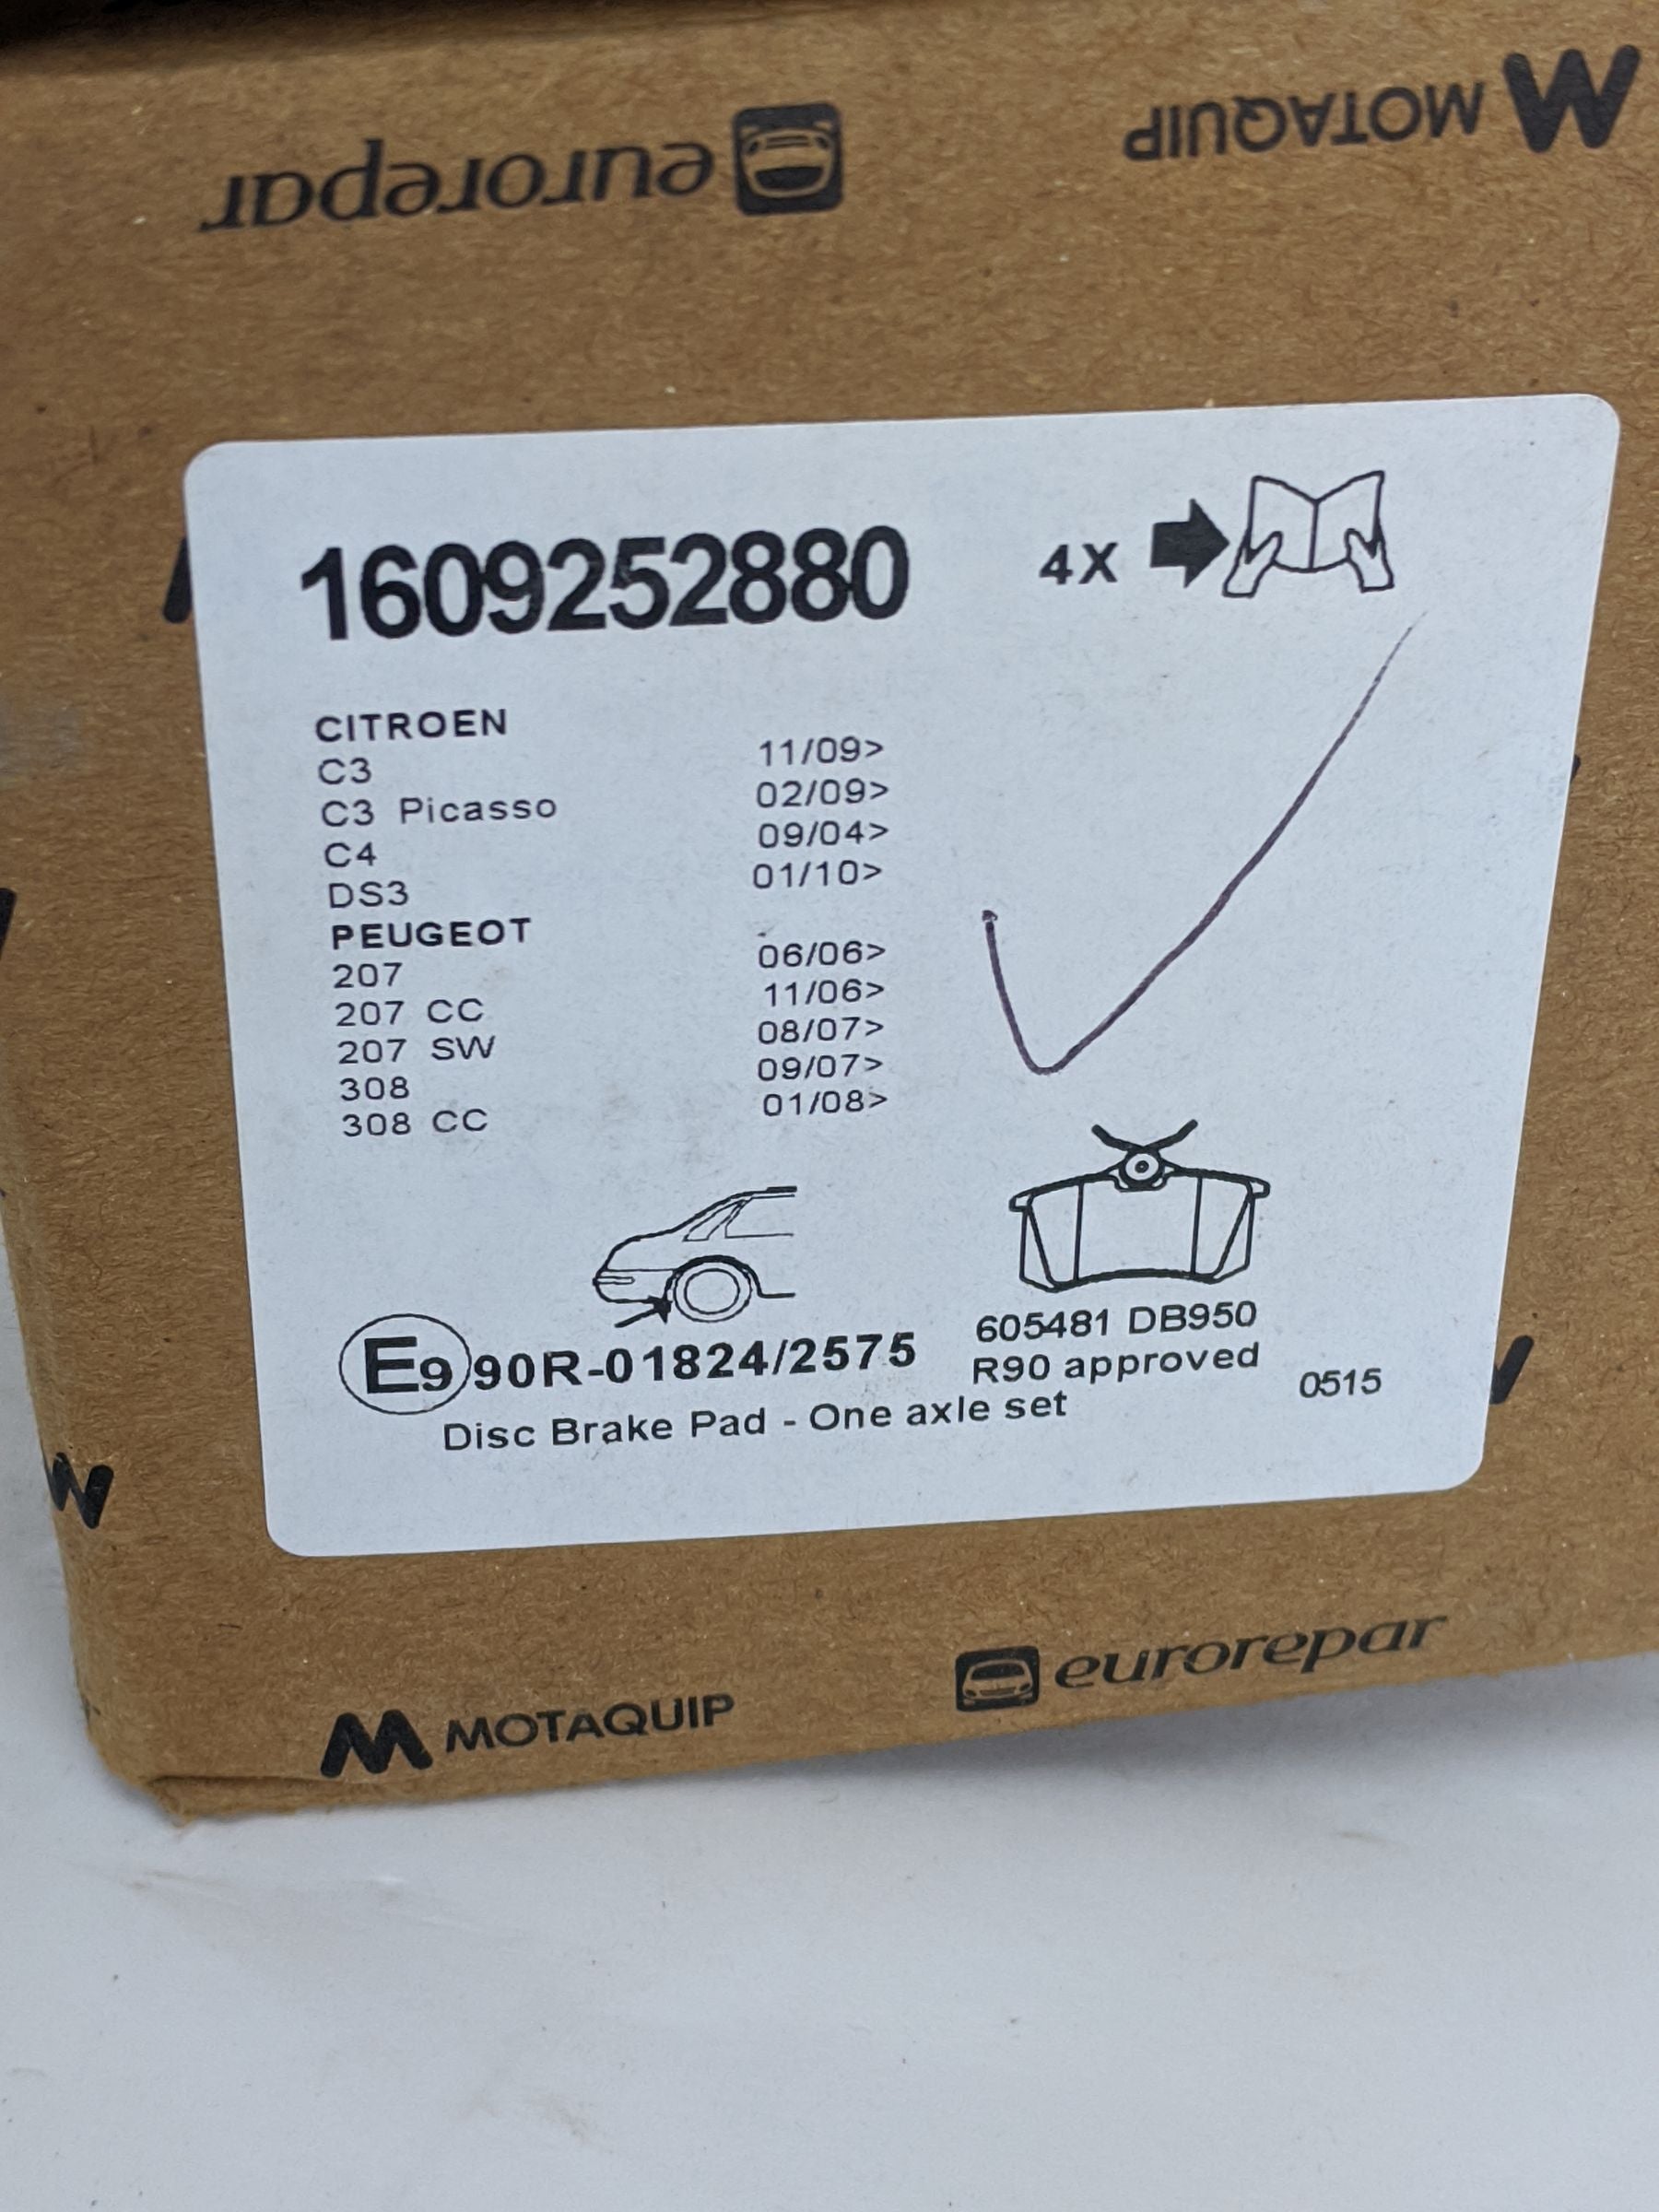 eurorepar MOTAQUIP
1609252880 4X
CITROEN
C3 11/09>
C3 Picasso 02/09>
C4 09/04>
DS3 01/10>
PEUGEOT
207 06/06>
207 CC 11/06>
207 SW 08/07>
308 09/07>
308 CC 01/08>
605481 DB950
E9 90R-01824/2575 R90 approved
Disc Brake Pad - One axle set 0515
MOTAQUIP eurorepar